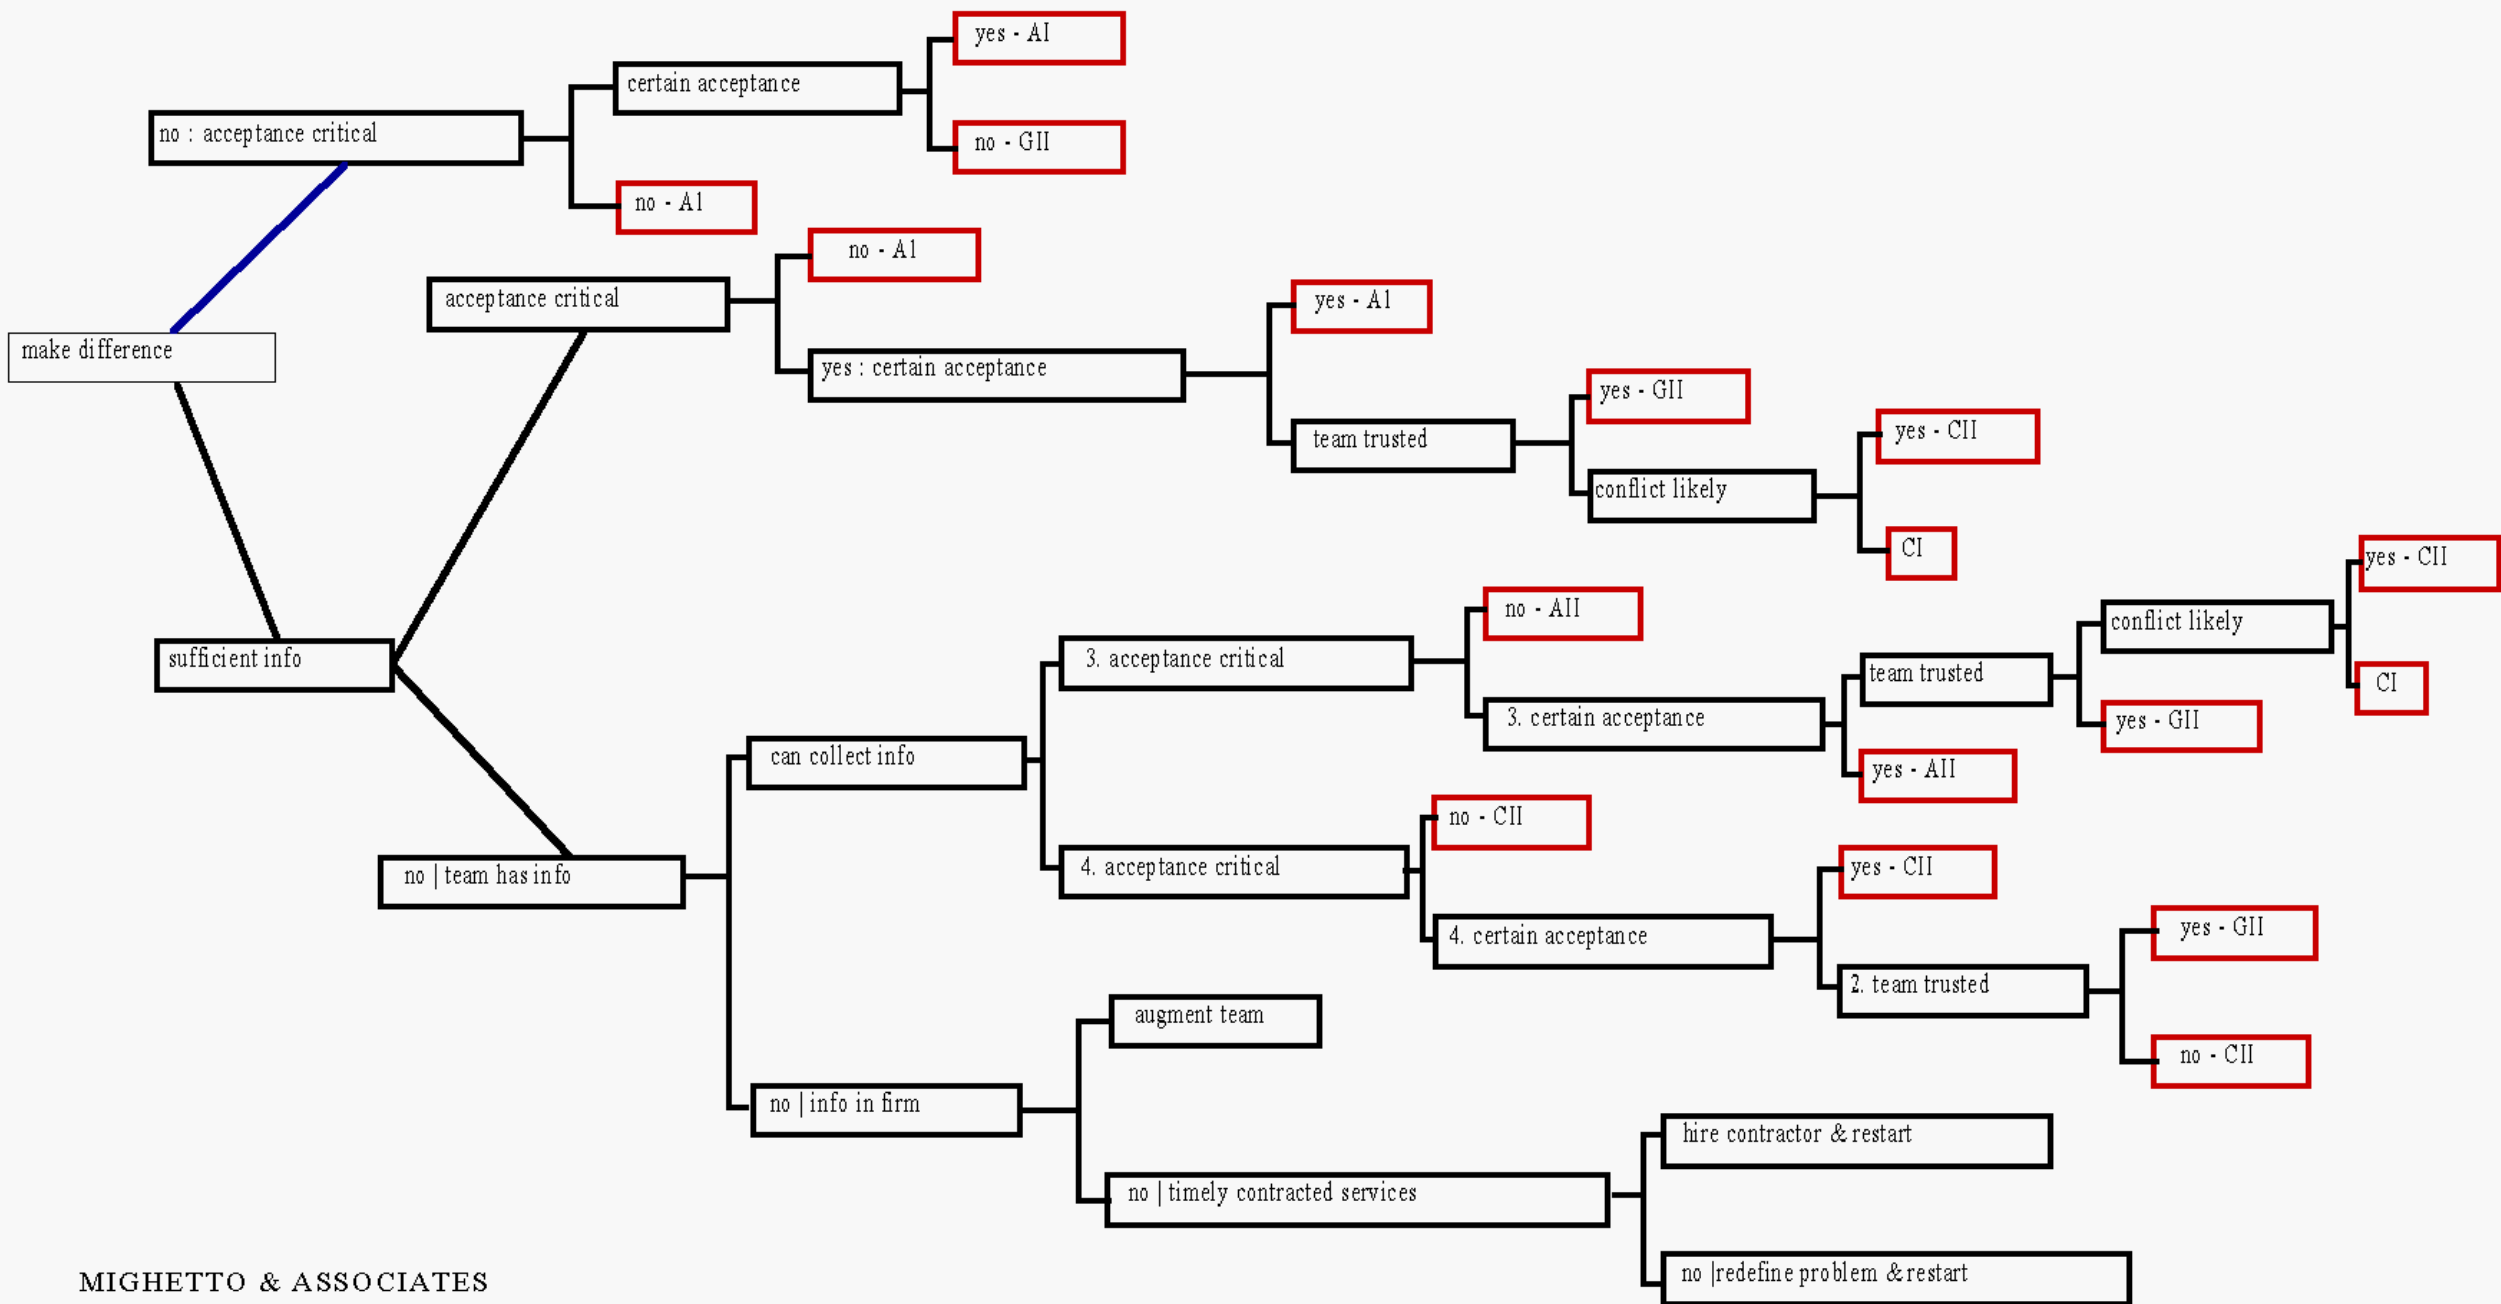 yes - AI
certain acceptance
no : acceptance critical
no - GII
no - A1
no - A1
acceptance critical
yes - A1
make difference
yes : certain acceptance
yes - GII
team trusted
yes - CII
conflict likely
CI
yes - CII
no - AII
conflict likely
3. acceptance critical
sufficient info
team trusted
CI
3. certain acceptance
yes - GII
can collect info
yes - AII
no - CII
4. acceptance critical
yes - CII
no | team has info
yes - GII
4. certain acceptance
2. team trusted
augment team
no - CII
no | info in firm
hire contractor & restart
no | timely contracted services
no |redefine problem & restart
MIGHETTO & ASSOCIATES